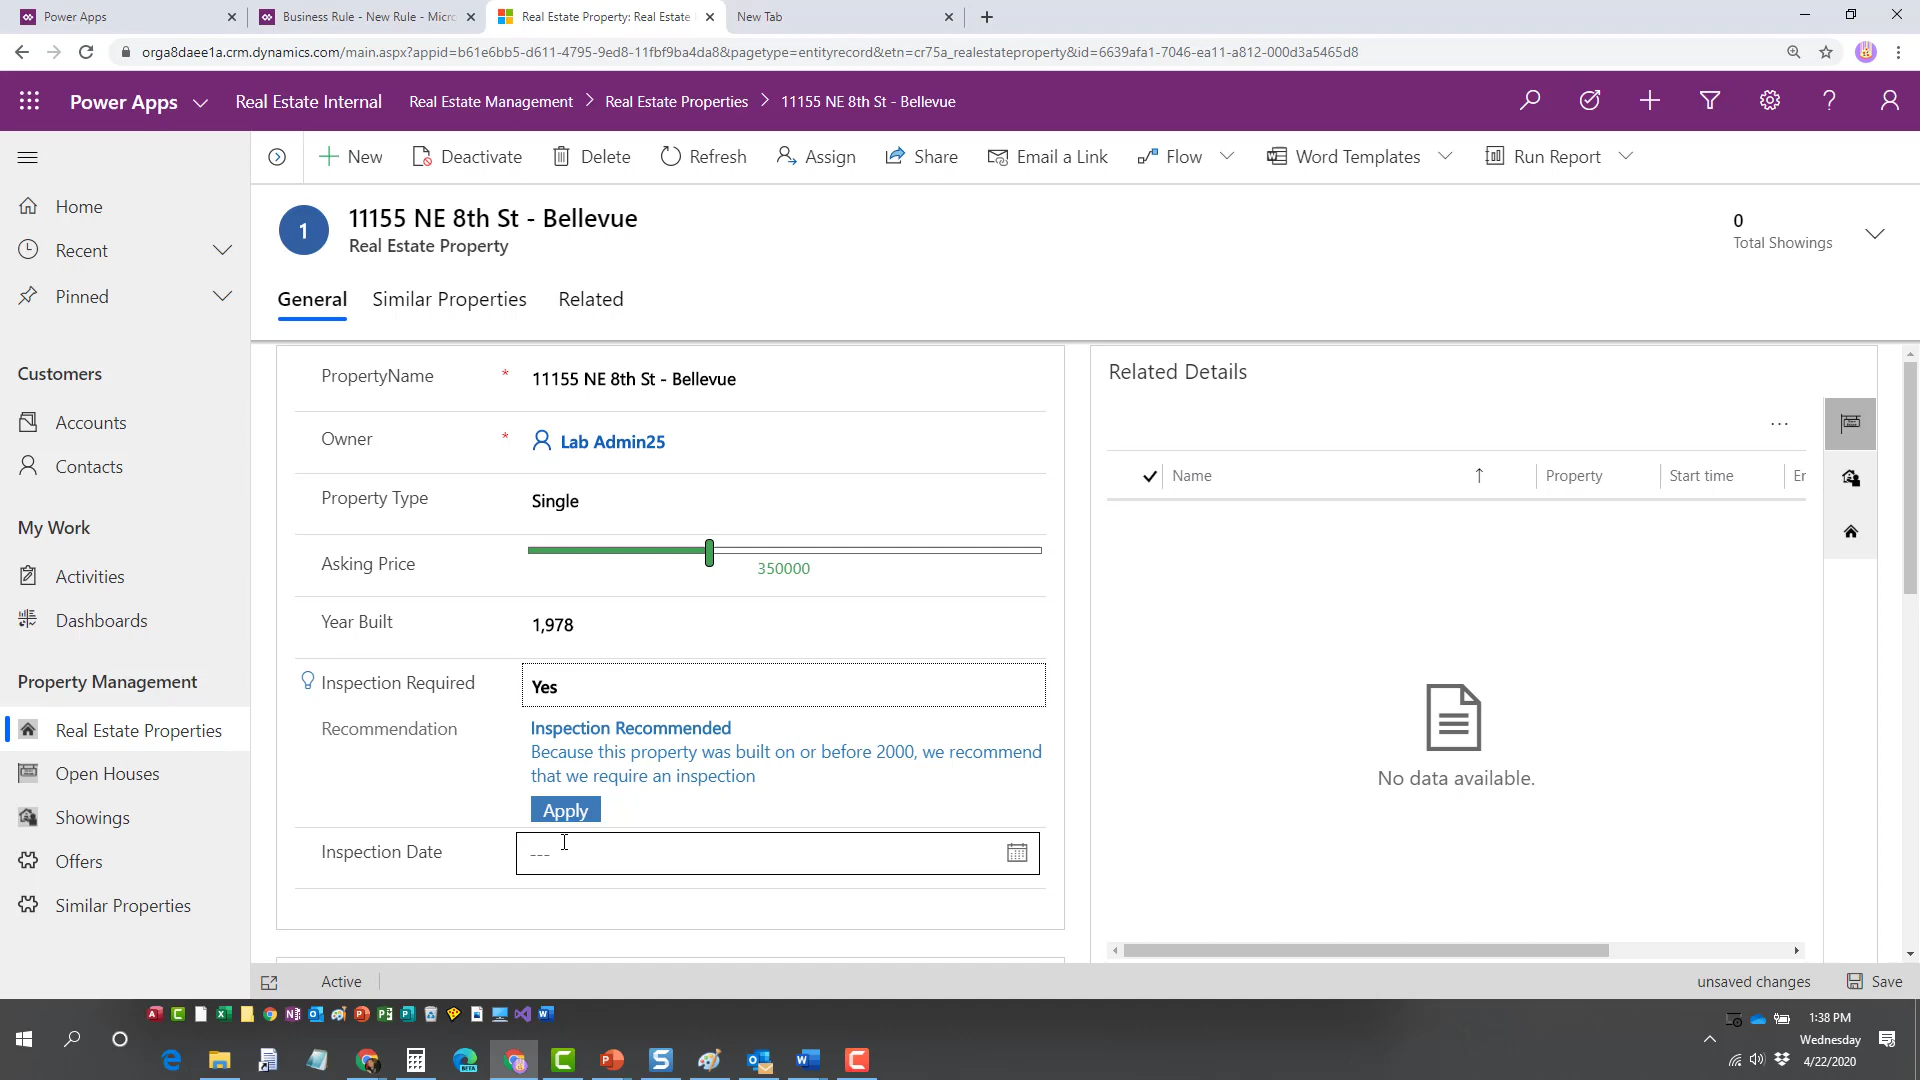 Power Apps
Business Rule - New Rule - Micro
Real Estate Property: Real Estate
New Tab
orga8daee1a.crm.dynamics.com/main.aspx?appid=b61e6bb5-d611-4795-9ed8-11fbf9ba4da8&pagetype=entityrecord&etn=cr75a_realestateproperty&id=6639afa1-7046-ea11-a812-000d3a5465d8
Power Apps
Real Estate Internal
Real Estate Management > Real Estate Properties > 11155 NE 8th St - Bellevue
New
Deactivate
Delete
Refresh
Assign
Share
Email a Link
Flow
Word Templates
Run Report
Home
Recent
Pinned
Customers
Accounts
Contacts
My Work
Activities
Dashboards
Property Management
Real Estate Properties
Open Houses
Showings
Offers
Similar Properties
1
11155 NE 8th St - Bellevue
Real Estate Property
0
Total Showings
General
Similar Properties
Related
PropertyName * 11155 NE 8th St - Bellevue
Owner * Lab Admin25
Property Type Single
Asking Price 350000
Year Built 1,978
Inspection Required Yes
Recommendation Inspection Recommended
Because this property was built on or before 2000, we recommend
that we require an inspection
Apply
Inspection Date ---
Related Details
...
Name
Property
Start time
Er
No data available.
Active
unsaved changes
Save
1:38 PM
Wednesday
4/22/2020